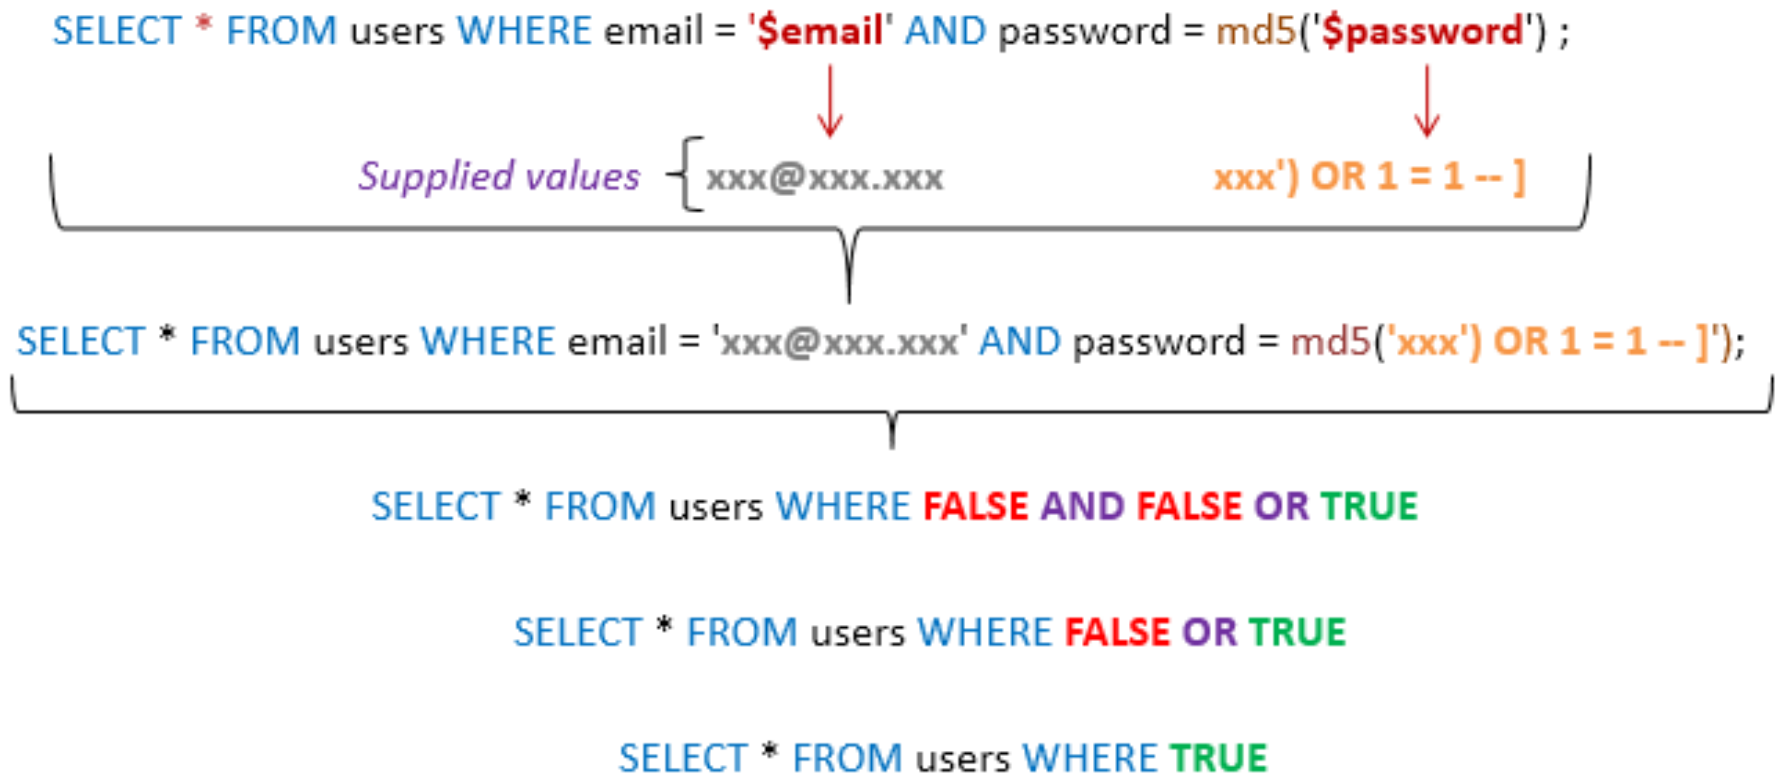 SELECT * FROM users WHERE email = '$email' AND password = md5('$password') ;
Supplied values xxx@xxx.xxx xxx') OR 1 = 1 -- ]
SELECT * FROM users WHERE email = 'xxx@xxx.xxx' AND password = md5('xxx') OR 1 = 1 -- ]');
SELECT * FROM users WHERE FALSE AND FALSE OR TRUE
SELECT * FROM users WHERE FALSE OR TRUE
SELECT * FROM users WHERE TRUE